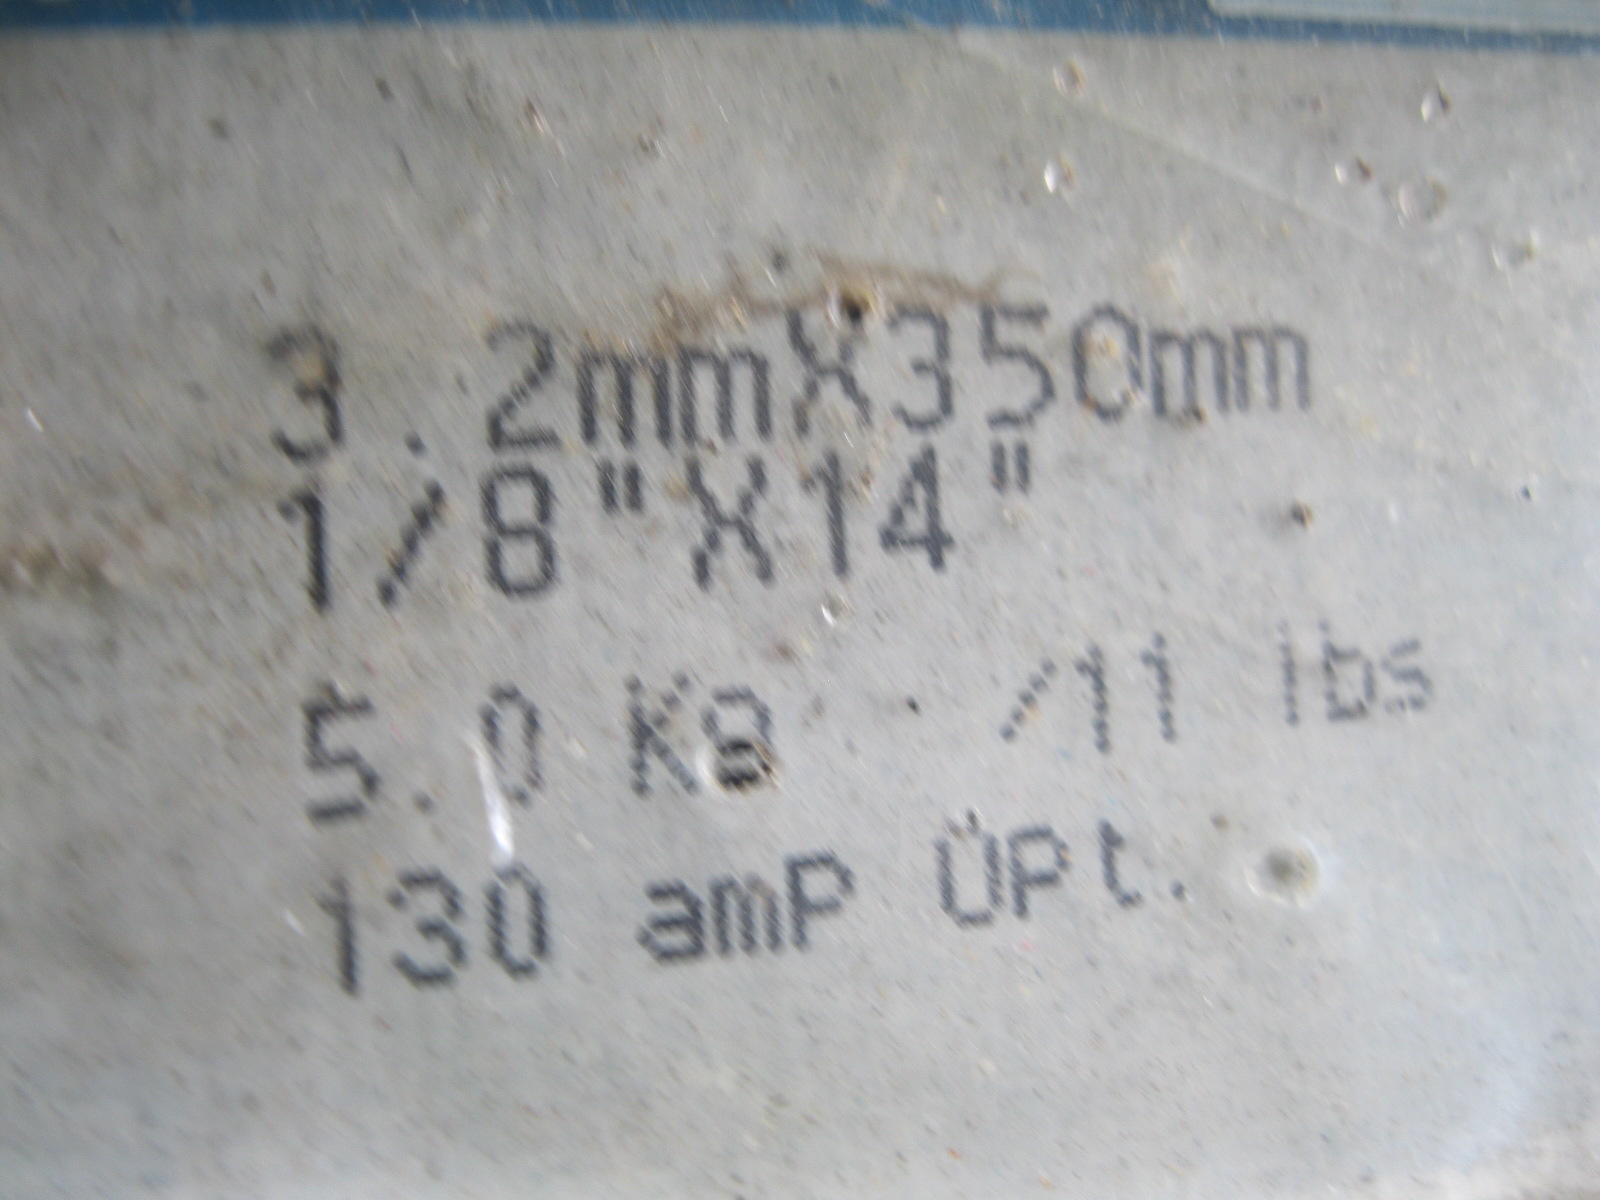 3.2mmX350mm
1/8"X14"
5.0 Kg /11 lbs
130 amp Opt.